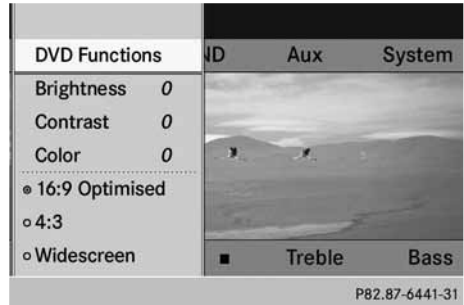 DVD Functions ND Aux System
Brightness 0
Contrast 0
Color 0
16:9 Optimised
4:3
Widescreen Treble Bass
P82.87-6441-31